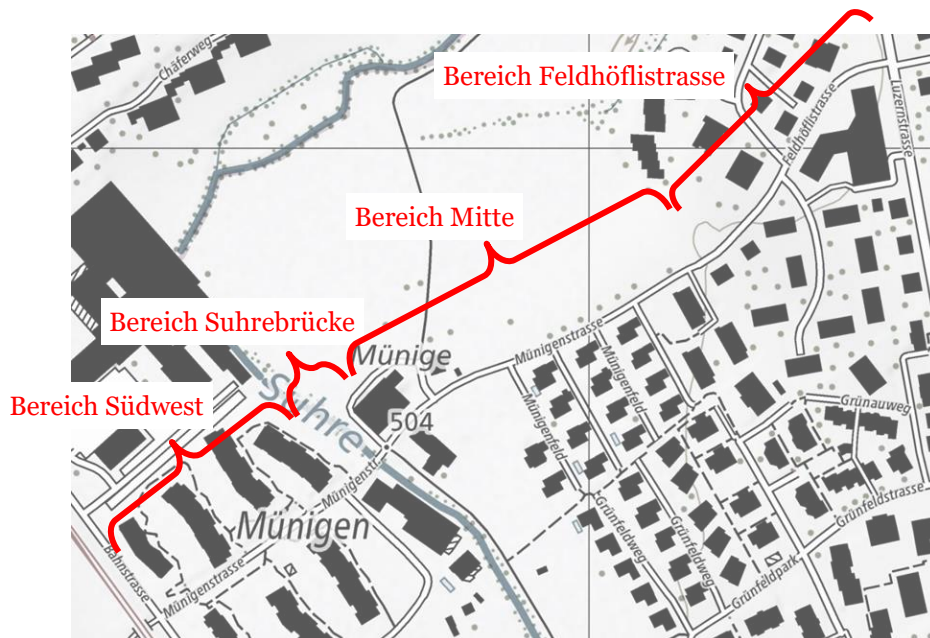 Bereich Feldhöflistrasse
Chäferweg
Luzernstrasse
Feldhöflistrasse
Bereich Mitte
Bereich Suhrebrücke
Münige
Münigenstrasse
Suhre
Bereich Südwest
504
Münigenfeld
Münigenfeld
Grünauweg
Münigenstr
Münigen
Grünfeldstrasse
Grünfeldweg
Grünfeldweg
Bahnstrasse
Münigenstrasse
Grünfeldpark